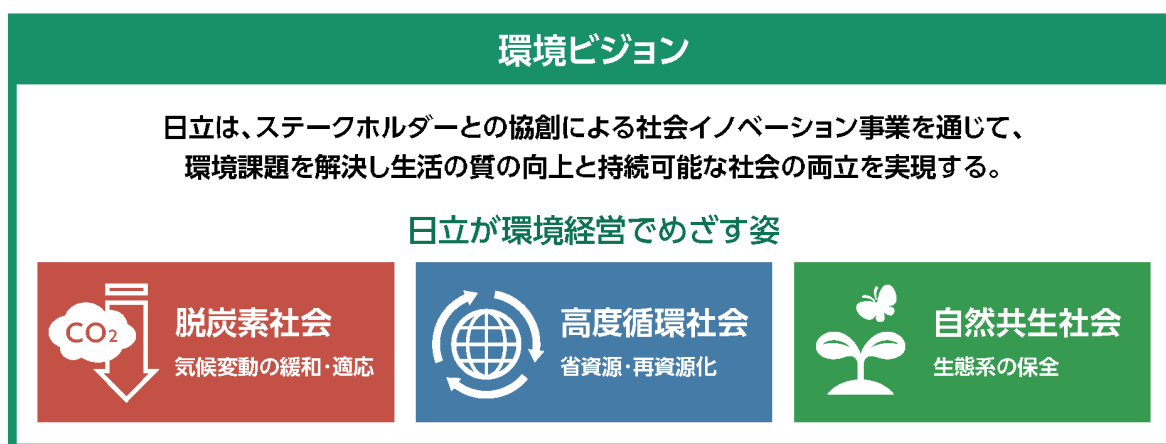 環境ビジョン
日立は、ステークホルダーとの協創による社会イノベーション事業を通じて、
環境課題を解決し生活の質の向上と持続可能な社会の両立を実現する。
日立が環境経営でめざす姿
CO2
脱炭素社会
気候変動の緩和・適応
高度循環社会
省資源・再資源化
自然共生社会
生態系の保全